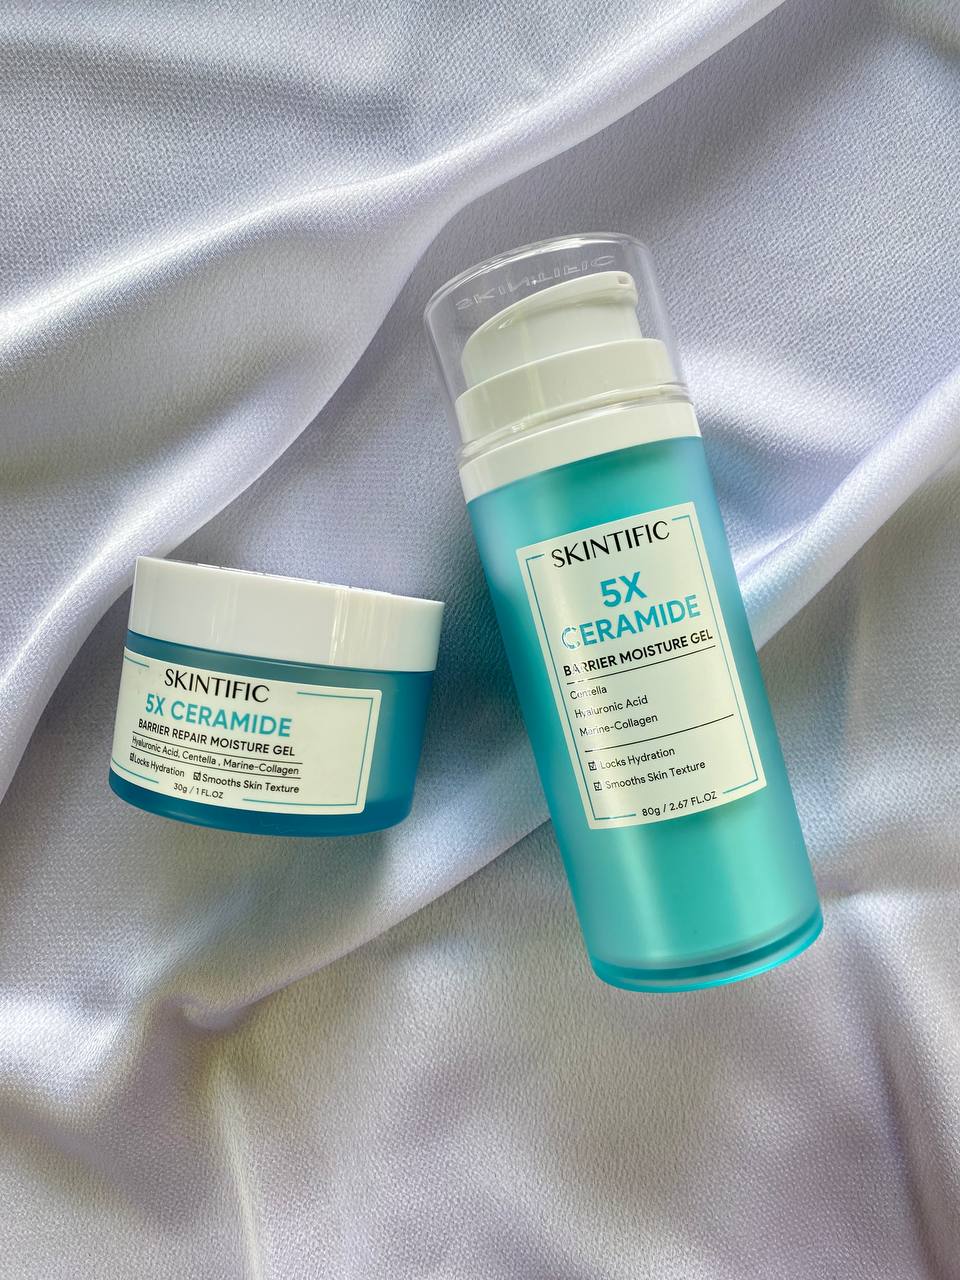 SKINTIFIC
SKINTIFIC
5X CERAMIDE
BARRIER REPAIR MOISTURE GEL
Hyaluronic Acid, Centella , Marine-Collagen
☑Locks Hydration ☑Smooths Skin Texture
30g / 1 FL.OZ
SKINTIFIC
5X
CERAMIDE
BARRIER MOISTURE GEL
Centella
Hyaluronic Acid
Marine-Collagen
☑ Locks Hydration
☑ Smooths Skin Texture
80g / 2.67 FL.OZ